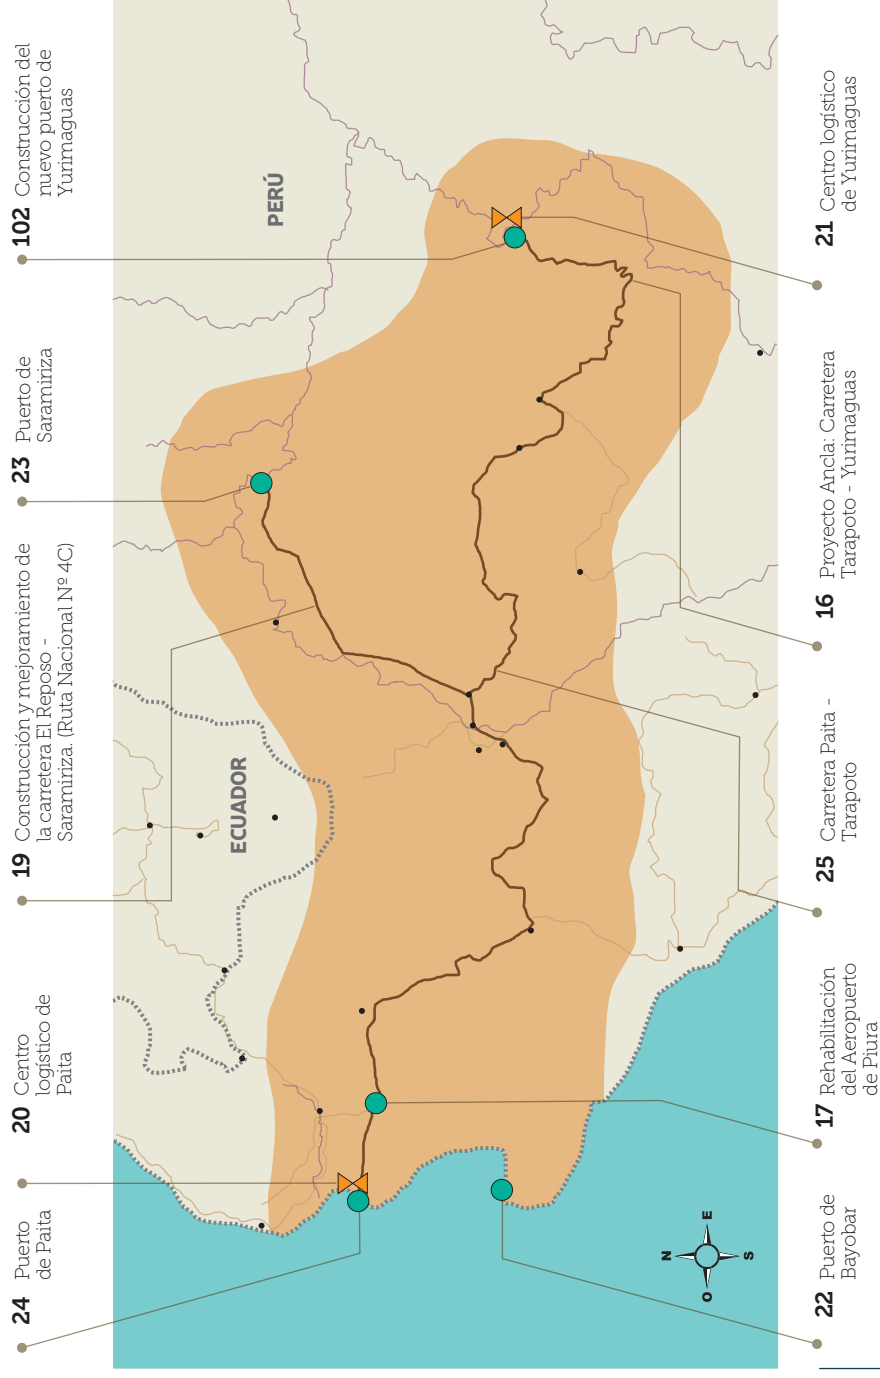 24 Puerto
de Paita
20 Centro
logístico de
Paita
19 Construcción y mejoramiento de
la carretera El Reposo -
Saramiriza. (Ruta Nacional Nº 4C)
23 Puerto de
Saramiriza
102 Construcción del
nuevo puerto de
Yurimaguas
ECUADOR
PERÚ
N
O
E
S
22 Puerto de
Bayobar
17 Rehabilitación
del Aeropuerto
de Piura
25 Carretera Paita -
Tarapoto
16 Proyecto Ancla: Carretera
Tarapoto - Yurimaguas
21 Centro logístico
de Yurimaguas